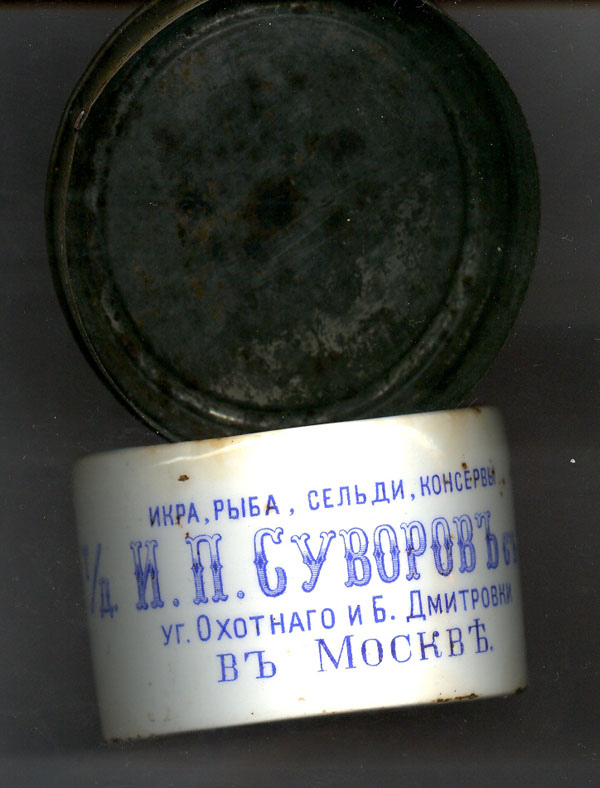 ИКРА, РЫБА, СЕЛЬДИ, КОНСЕРВЫ
Т/Д. И. П. СУВОРОВЪ
УГ. ОХОТНАГО И Б. ДМИТРОВКИ
ВЪ МОСКВѢ.